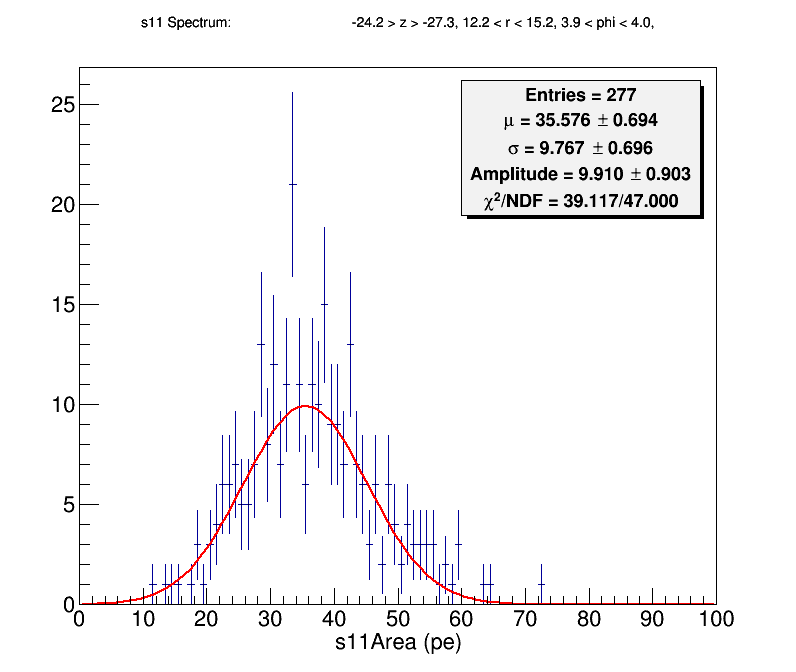 s11 Spectrum: -24.2 > z > -27.3, 12.2 < r < 15.2, 3.9 < phi < 4.0,
Entries = 277
μ = 35.576 ± 0.694
σ = 9.767 ± 0.696
Amplitude = 9.910 ± 0.903
χ²/NDF = 39.117/47.000
25
20
15
10
5
0
0 10 20 30 40 50 60 70 80 90 100
s11Area (pe)